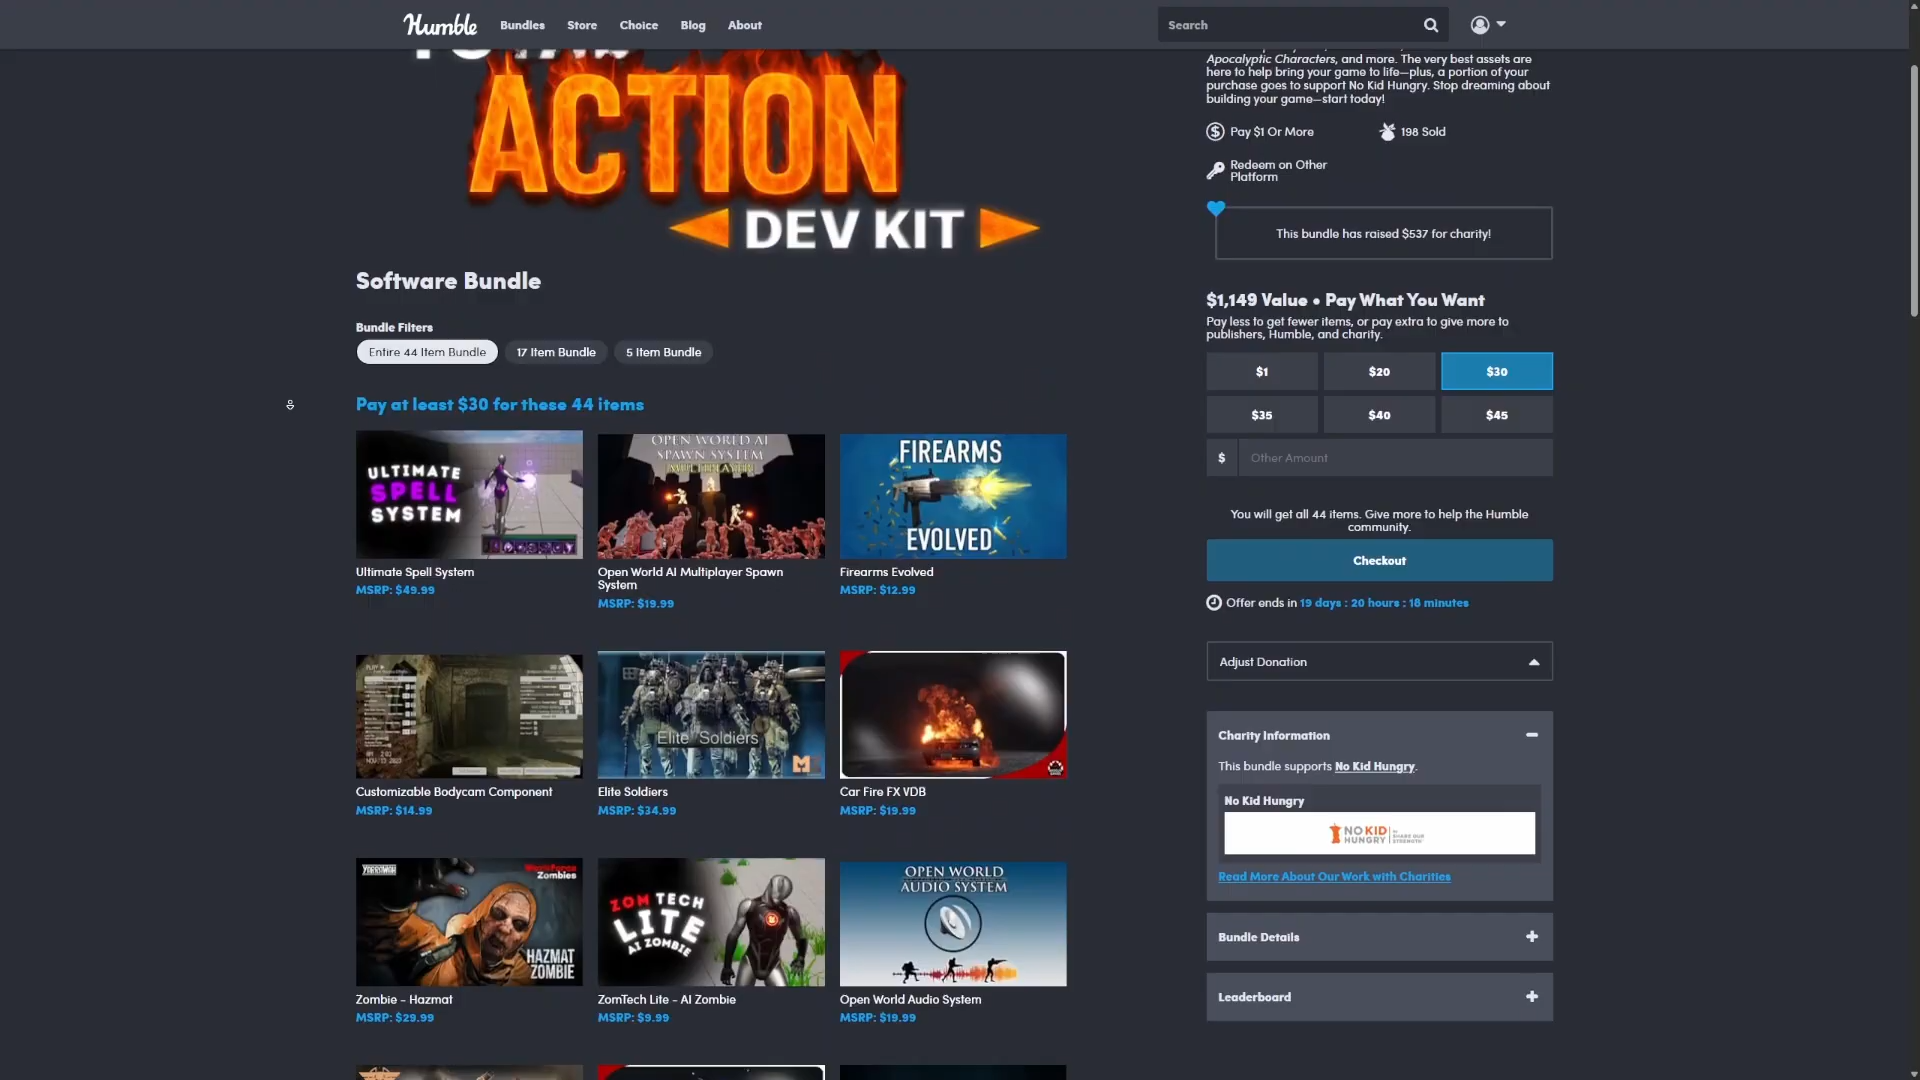 Humble
Bundles
Store
Choice
Blog
About
Search
ACTION
DEV KIT
Software Bundle
Bundle Filters
Entire 44 Item Bundle
17 Item Bundle
5 Item Bundle
Pay at least $30 for these 44 items
ULTIMATE
SPELL
SYSTEM
Ultimate Spell System
MSRP: $49.99
OPEN WORLD AI
SPAWN SYSTEM
MULTIPLAYER
Open World AI Multiplayer Spawn
System
MSRP: $19.99
FIREARMS
EVOLVED
Firearms Evolved
MSRP: $12.99
Customizable Bodycam Component
MSRP: $14.99
Elite Soldiers
Elite Soldiers
MSRP: $34.99
Car Fire FX VDB
MSRP: $19.99
Zombies
HAZMAT
ZOMBIE
Zombie - Hazmat
MSRP: $29.99
ZOM TECH
LITE
AI ZOMBIE
ZomTech Lite - AI Zombie
MSRP: $9.99
OPEN WORLD
AUDIO SYSTEM
Open World Audio System
MSRP: $19.99
Apocalyptic Characters, and more. The very best assets are
here to help bring your game to life—plus, a portion of your
purchase goes to support No Kid Hungry. Stop dreaming about
building your game—start today!
Pay $1 Or More
198 Sold
Redeem on Other
Platform
This bundle has raised $537 for charity!
$1,149 Value • Pay What You Want
Pay less to get fewer items, or pay extra to give more to
publishers, Humble, and charity.
$1
$20
$30
$35
$40
$45
$
Other Amount
You will get all 44 items. Give more to help the Humble
community.
Checkout
Offer ends in 19 days : 20 hours : 18 minutes
Adjust Donation
Charity Information
This bundle supports No Kid Hungry.
No Kid Hungry
NO KID
HUNGRY
SHARE OUR
STRENGTH
Read More About Our Work with Charities
Bundle Details
Leaderboard